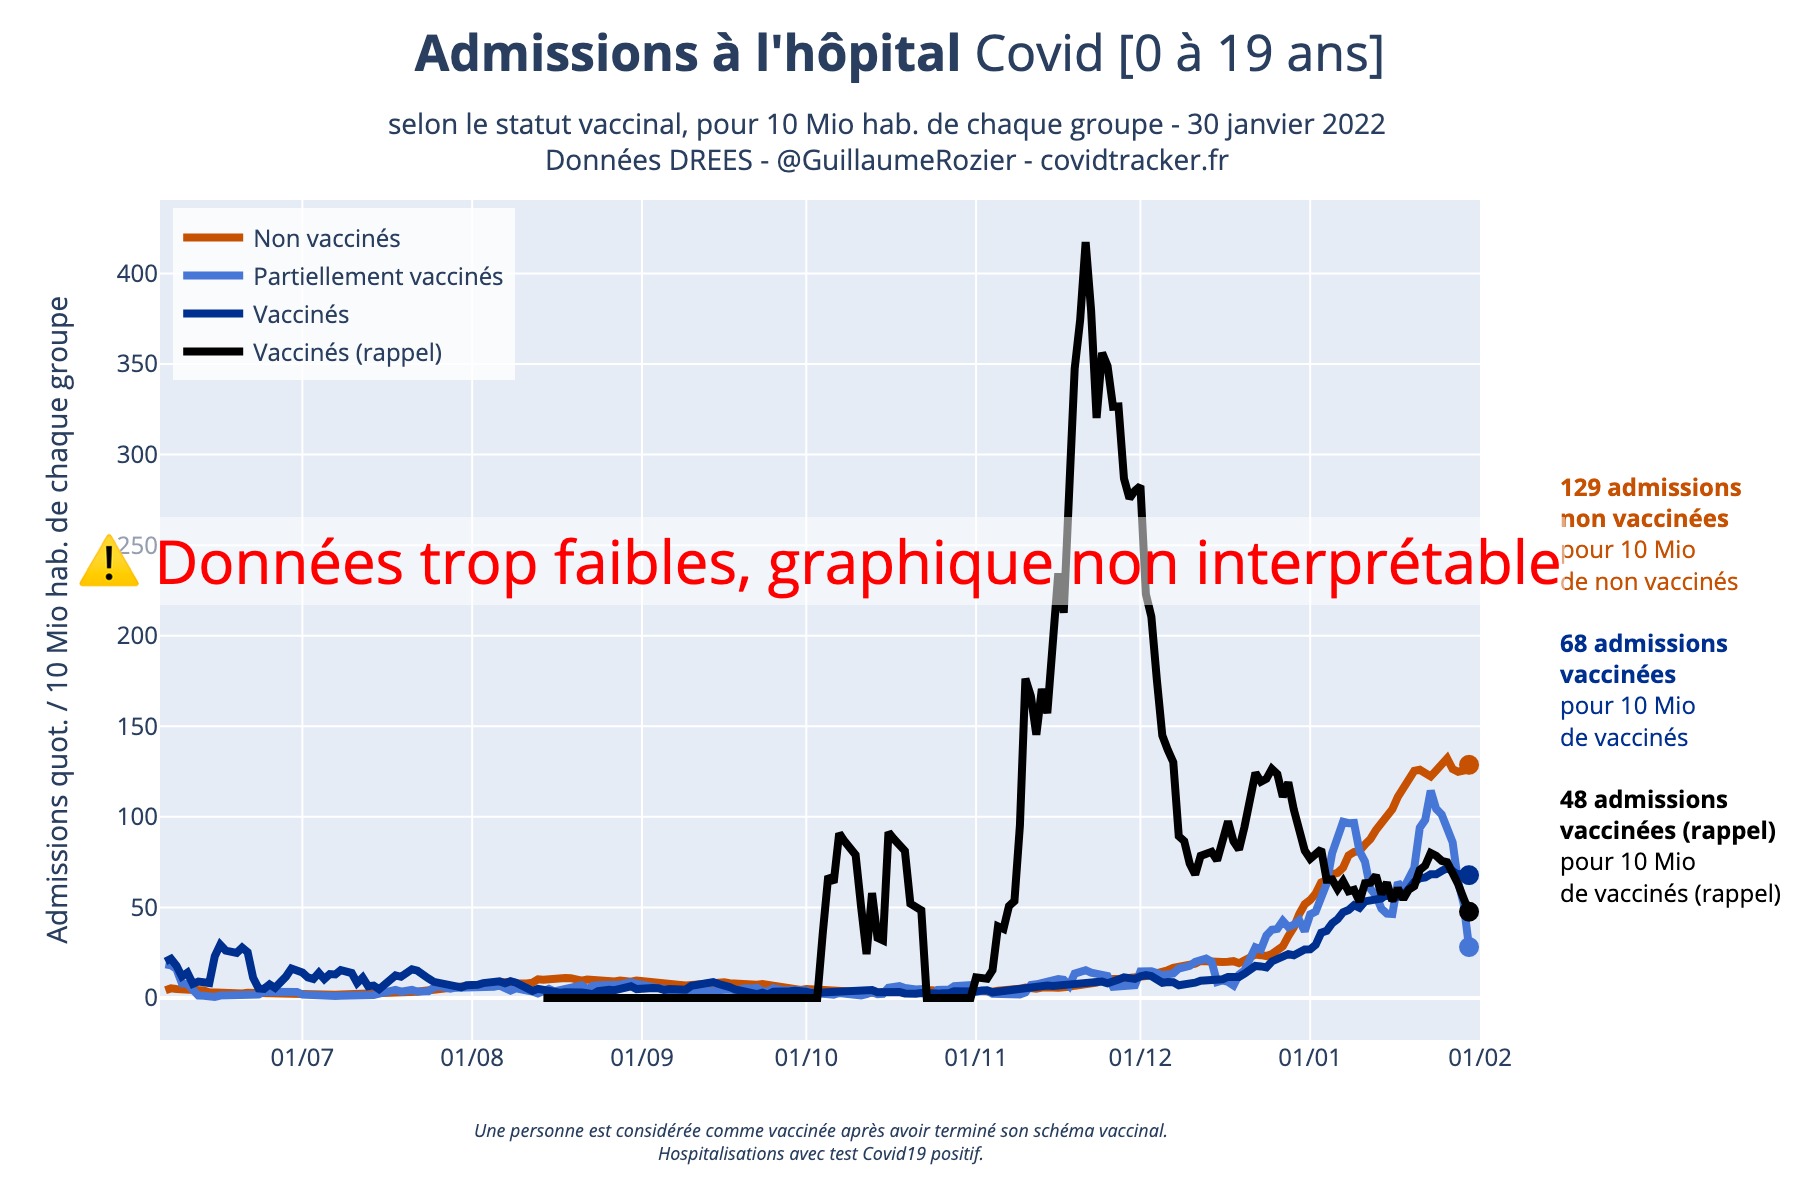 Admissions à l'hôpital Covid [0 à 19 ans]
selon le statut vaccinal, pour 10 Mio hab. de chaque groupe - 30 janvier 2022
Données DREES - @GuillaumeRozier - covidtracker.fr
Non vaccinés
Partiellement vaccinés
Vaccinés
Vaccinés (rappel)
Admissions quot. / 10 Mio hab. de chaque groupe
400
350
300
250
200
150
100
50
0
⚠️ Données trop faibles, graphique non interprétable
129 admissions
non vaccinées
pour 10 Mio
de non vaccinés
68 admissions
vaccinées
pour 10 Mio
de vaccinés
48 admissions
vaccinées (rappel)
pour 10 Mio
de vaccinés (rappel)
01/07 01/08 01/09 01/10 01/11 01/12 01/01 01/02
Une personne est considérée comme vaccinée après avoir terminé son schéma vaccinal.
Hospitalisations avec test Covid19 positif.